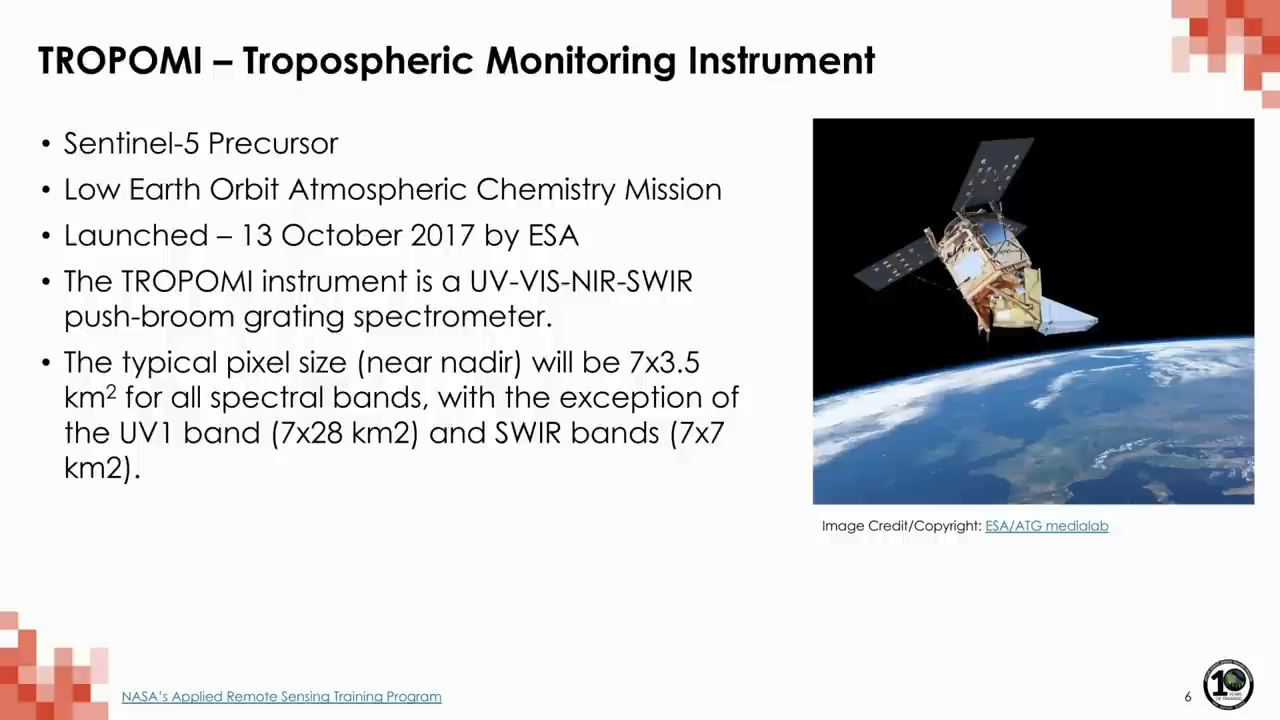 TROPOMI – Tropospheric Monitoring Instrument
• Sentinel-5 Precursor
• Low Earth Orbit Atmospheric Chemistry Mission
• Launched – 13 October 2017 by ESA
• The TROPOMI instrument is a UV-VIS-NIR-SWIR
push-broom grating spectrometer.
• The typical pixel size (near nadir) will be 7x3.5
km² for all spectral bands, with the exception of
the UV1 band (7x28 km2) and SWIR bands (7x7
km2).
Image Credit/Copyright: ESA/ATG medialab
NASA's Applied Remote Sensing Training Program
6
10